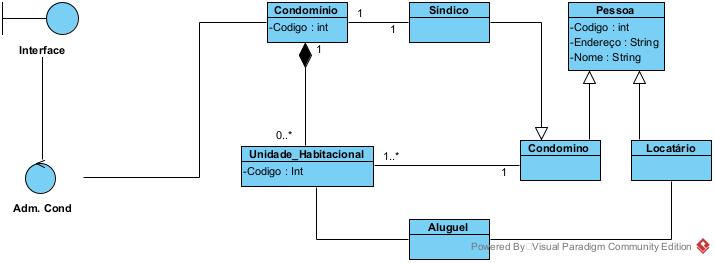 Interface
Adm. Cond
Condomínio
-Codigo : int
1
1
1
Síndico
Pessoa
-Codigo : int
-Endereço : String
-Nome : String
0..*
Unidade_Habitacional
-Codigo : Int
1..*
1
Condomino
Locatário
Aluguel
Powered By Visual Paradigm Community Edition